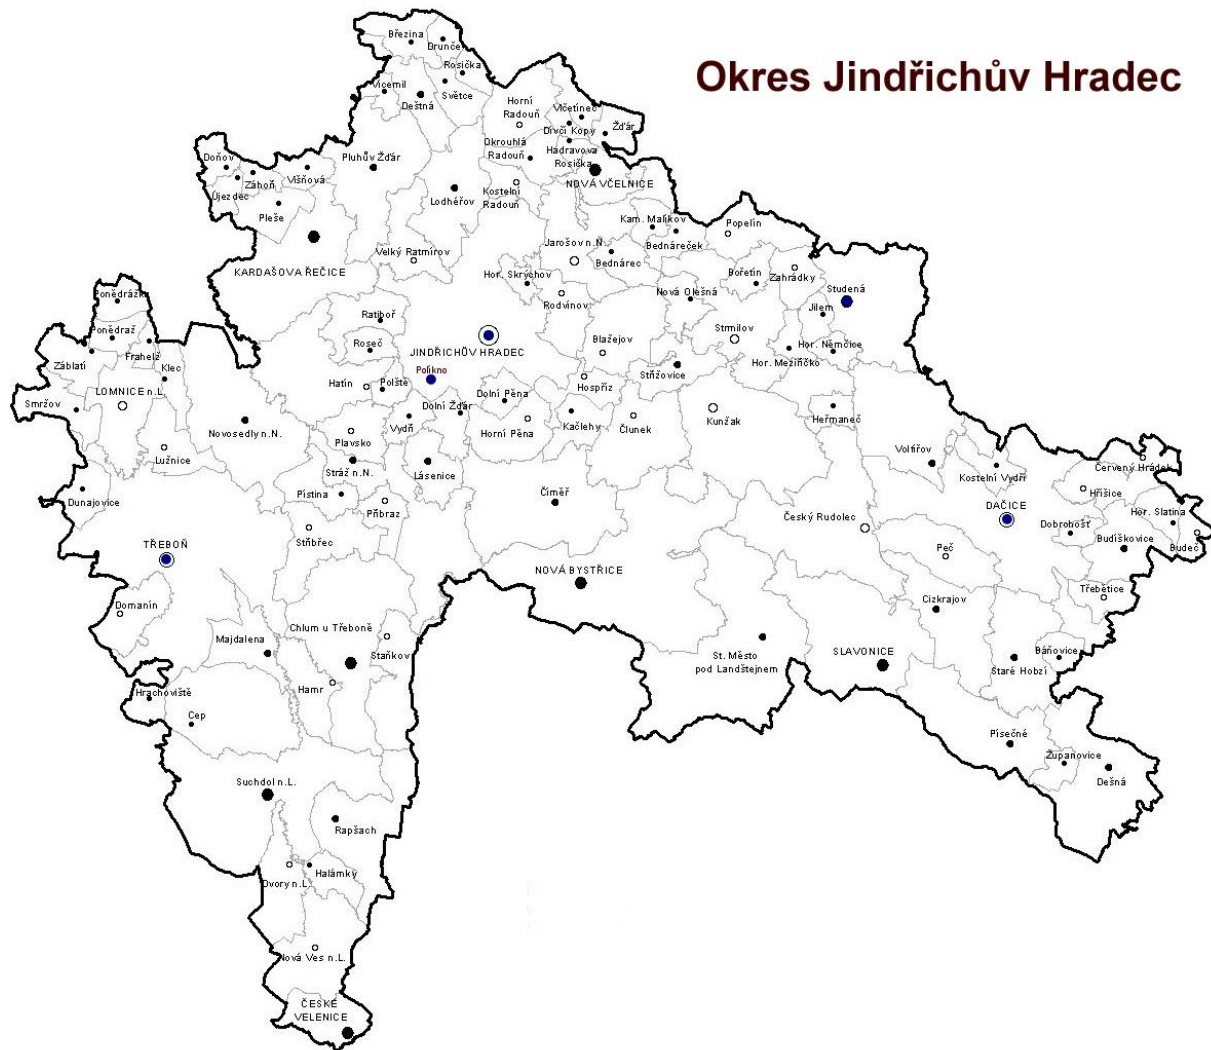 Okres Jindřichův Hradec
Březina
Drunče
Rosička
Světce
Vícemil
Deštná
Horní
Radouň
Vlčetínec
Dívčí Kopy
Žďár
Okrouhlá
Radouň
Hadravova
Rosička
NOVÁ VČELNICE
Doňov
Záhoří
Višňová
Újezdec
Pleše
Pluhův Žďár
Lodhéřov
Kostelní
Radouň
KARDAŠOVA ŘEČICE
Velký Ratmírov
Kam. Malíkov
Bednáreček
Popelín
Jarošov n.N.
Bednárec
Hor. Skrýchov
Rodvínov
Nová Olešná
Bořetín
Zahrádky
Studená
Jilem
Ponědrážka
Ponědraž
Záblatí
Frahelž
Klec
LOMNICE n.L.
Smržov
Ratiboř
Roseč
JINDŘICHŮV HRADEC
Polikno
Blažejov
Strmilov
Hor. Meziříčko
Hor. Němčice
Střížovice
Hospříz
Hatín
Polště
Dolní Pěna
Dolní Žďár
Horní Pěna
Kačlehy
Člunek
Kunžak
Heřmaneč
Novosedly n.N.
Plavsko
Vydří
Stráž n.N.
Lásenice
Lužnice
Dunajovice
Pístina
Příbraz
Stříbřec
Číměř
Volfířov
Kostelní Vydří
Červený Hrádek
Hříšice
DAČICE
Hor. Slatina
Dobrohošť
Budíškovice
Budeč
Český Rudolec
Peč
TŘEBOŇ
NOVÁ BYSTŘICE
Cizkrajov
Třebětice
Domanín
Majdalena
Chlum u Třeboně
Staňkov
Hamr
St. Město
pod Landštejnem
SLAVONICE
Staré Hobzí
Báňovice
Hrachoviště
Cep
Písečné
Županovice
Dešná
Suchdol n.L.
Rapšach
Halámky
Dvory n.L.
Nová Ves n.L.
ČESKÉ
VELENICE